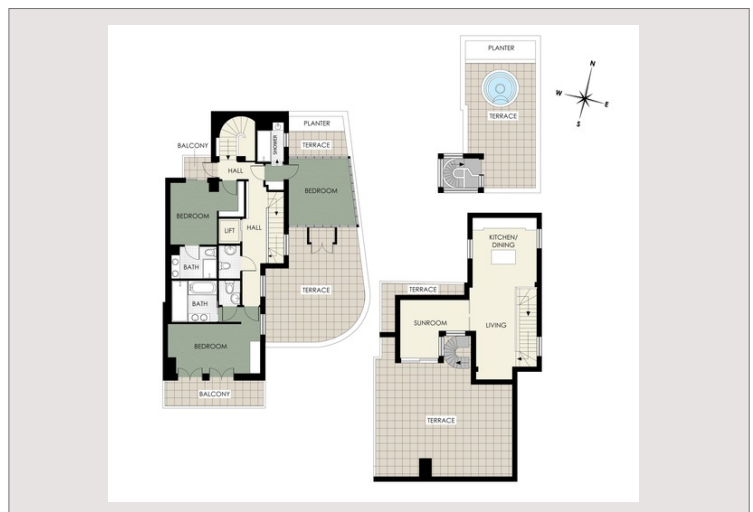 PLANTER
TERRACE
N
W
E
S
BALCONY
HALL
SHOWER
PLANTER
TERRACE
BEDROOM
BEDROOM
LIFT
HALL
BATH
BATH
TERRACE
BEDROOM
BALCONY
KITCHEN/
DINING
TERRACE
SUNROOM
LIVING
TERRACE